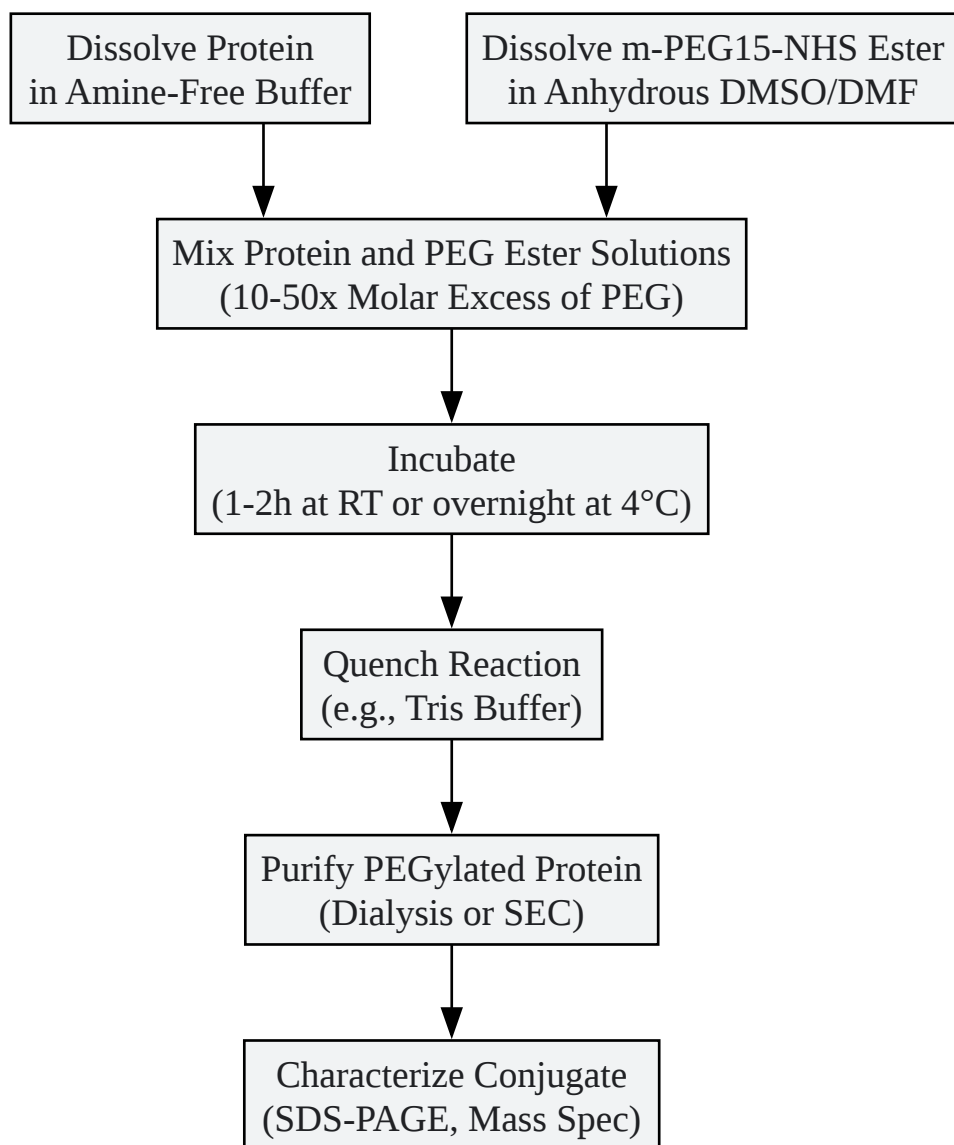 Dissolve Protein
in Amine-Free Buffer
Dissolve m-PEG15-NHS Ester
in Anhydrous DMSO/DMF
Mix Protein and PEG Ester Solutions
(10-50x Molar Excess of PEG)
Incubate
(1-2h at RT or overnight at 4°C)
Quench Reaction
(e.g., Tris Buffer)
Purify PEGylated Protein
(Dialysis or SEC)
Characterize Conjugate
(SDS-PAGE, Mass Spec)